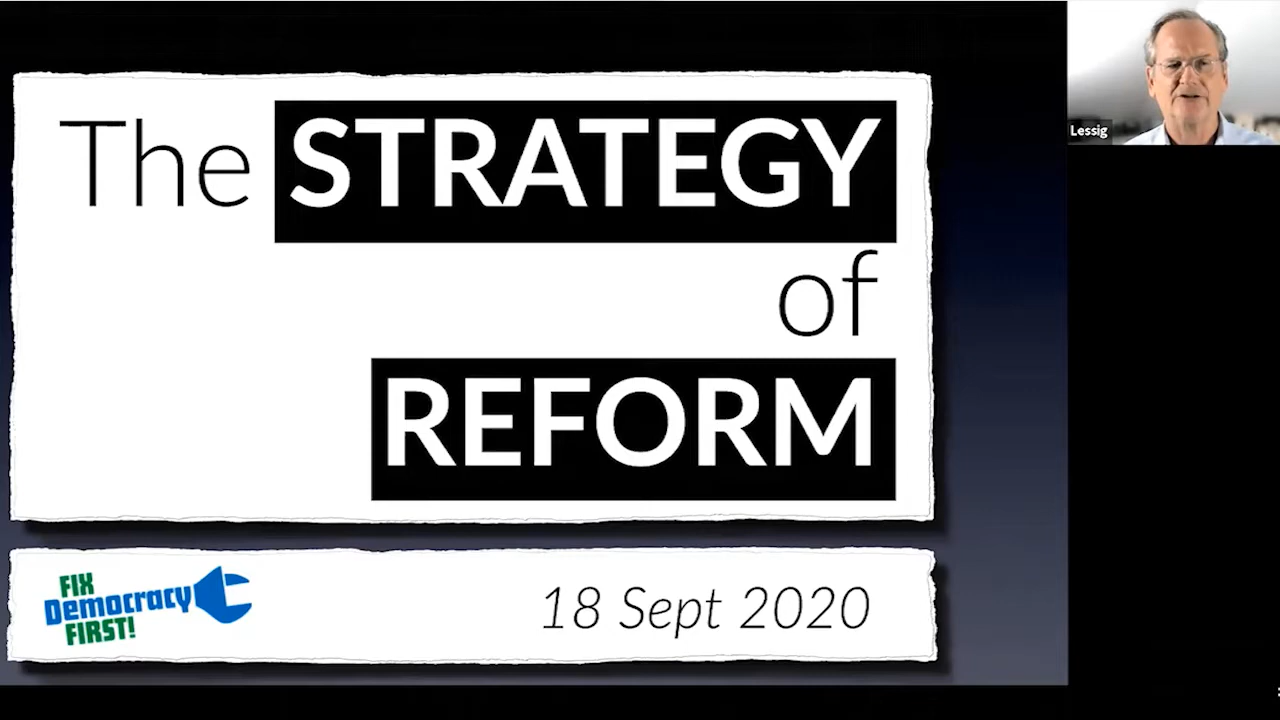 The STRATEGY
of
REFORM
FIX
Democracy
FIRST!
18 Sept 2020
Lessig